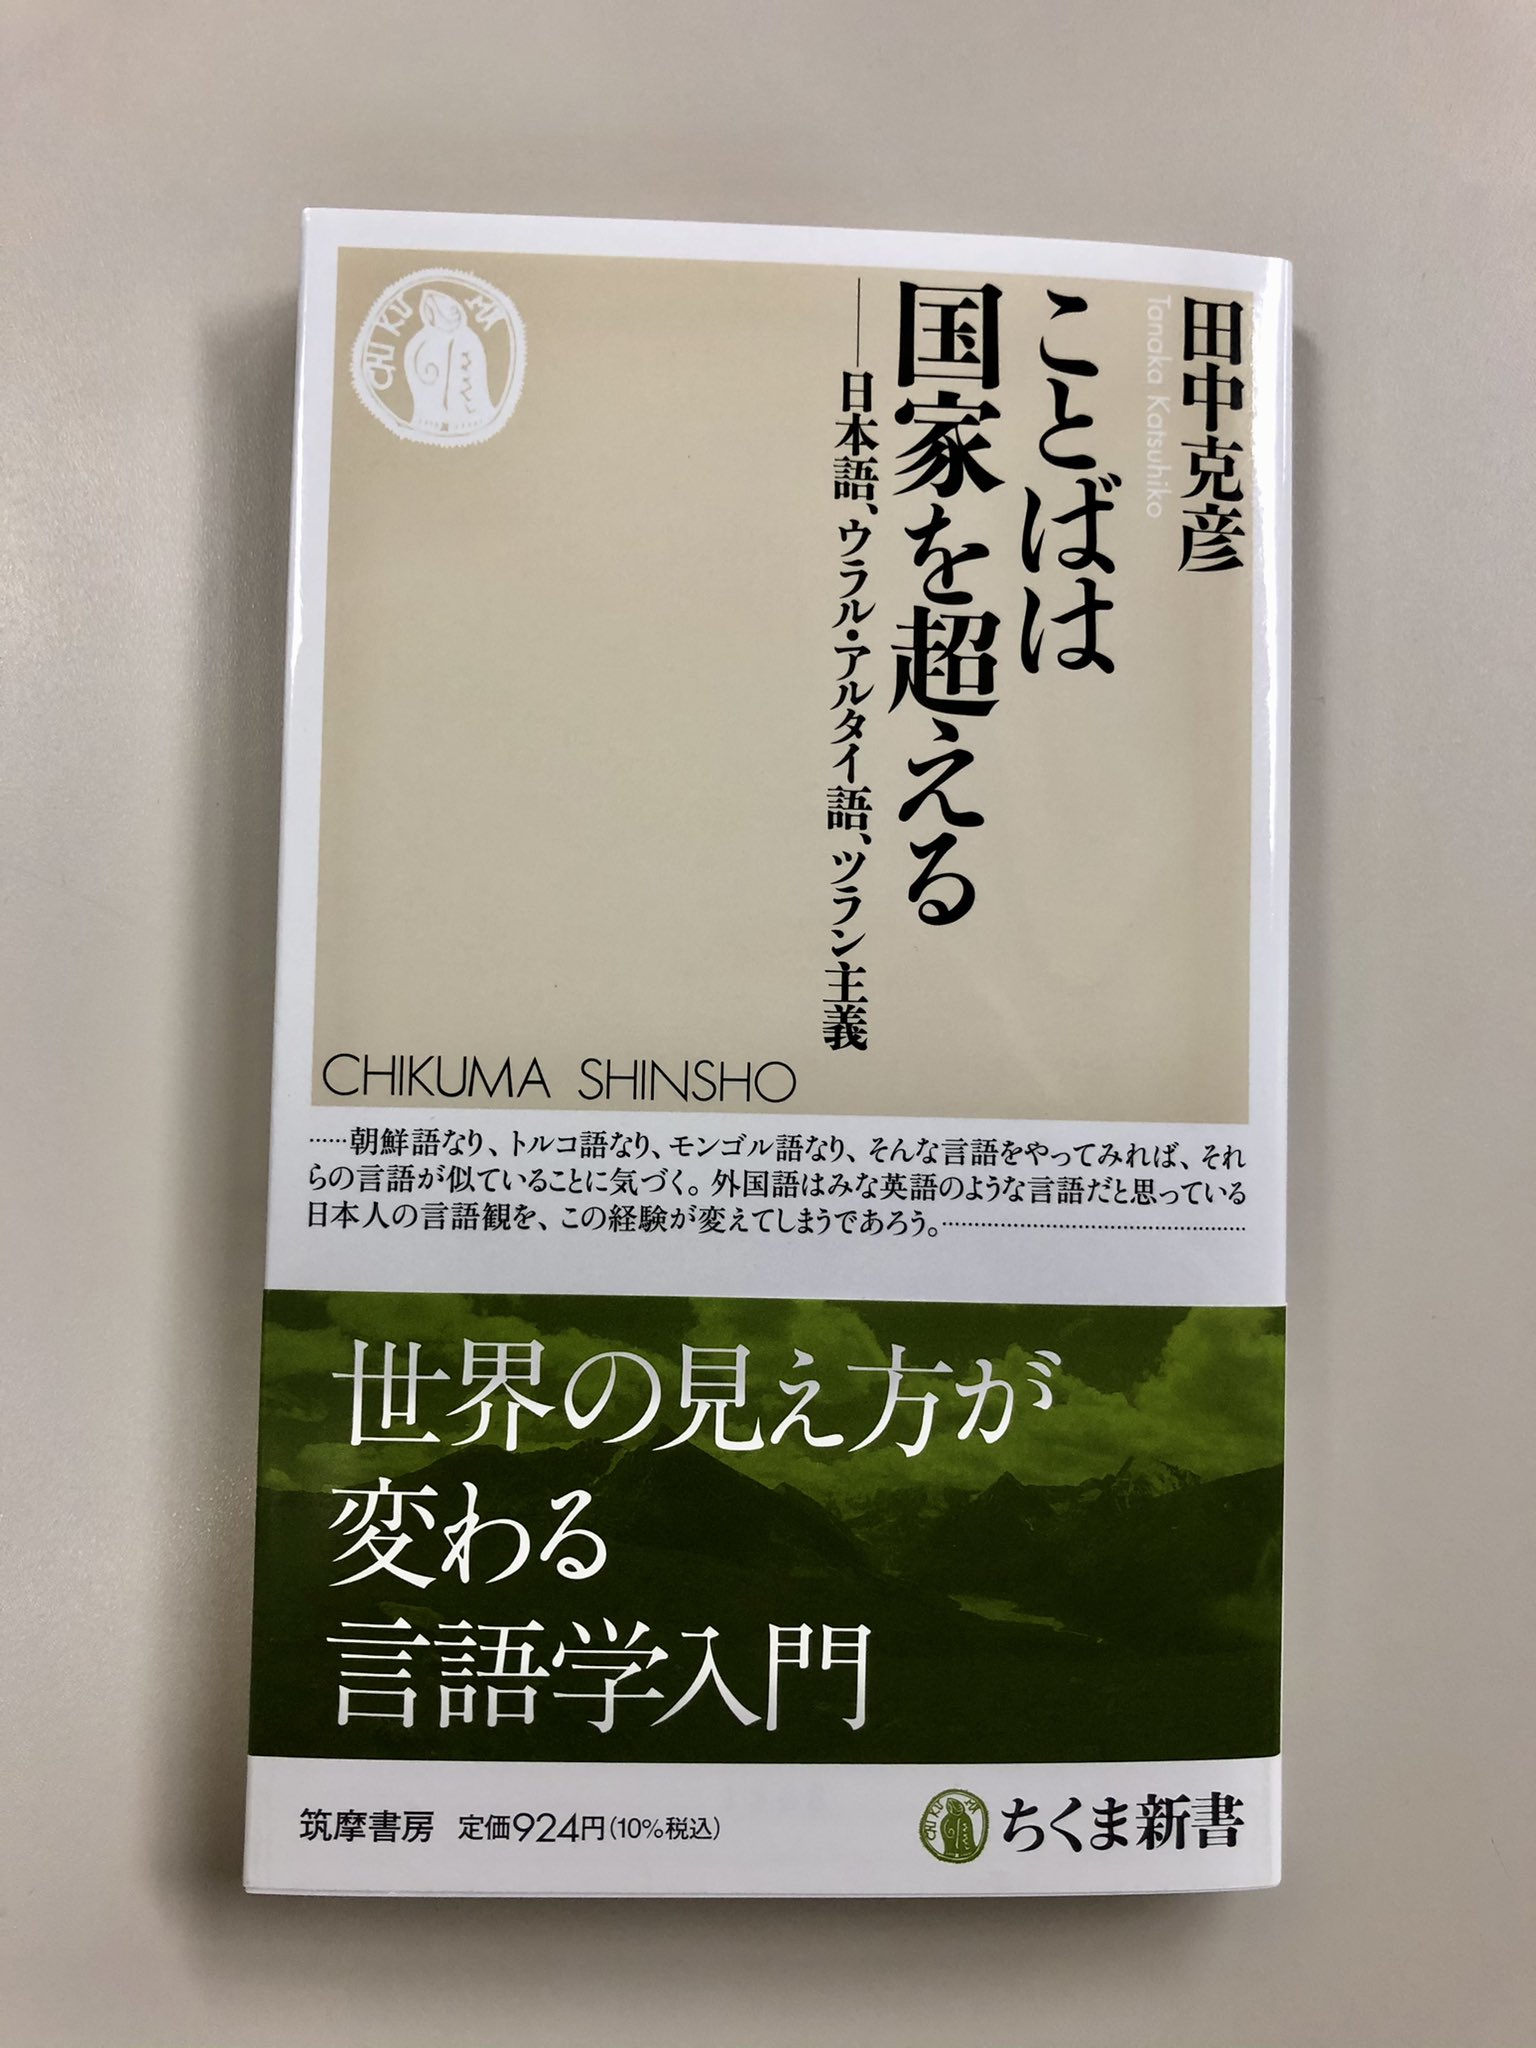 田中克彦
Tanaka Katsuhiko
ことばは
国家を超える
――日本語、ウラル・アルタイ語、ツラン主義
CHIKUMA
CHIKUMA SHINSHO
……朝鮮語なり、トルコ語なり、モンゴル語なり、そんな言語をやってみれば、それ
らの言語が似ていることに気づく。外国語はみな英語のような言語だと思っている
日本人の言語観を、この経験が変えてしまうであろう。……………………………………
世界の見え方が
変わる
言語学入門
筑摩書房 定価924円(10%税込)
CHIKUMA
ちくま新書